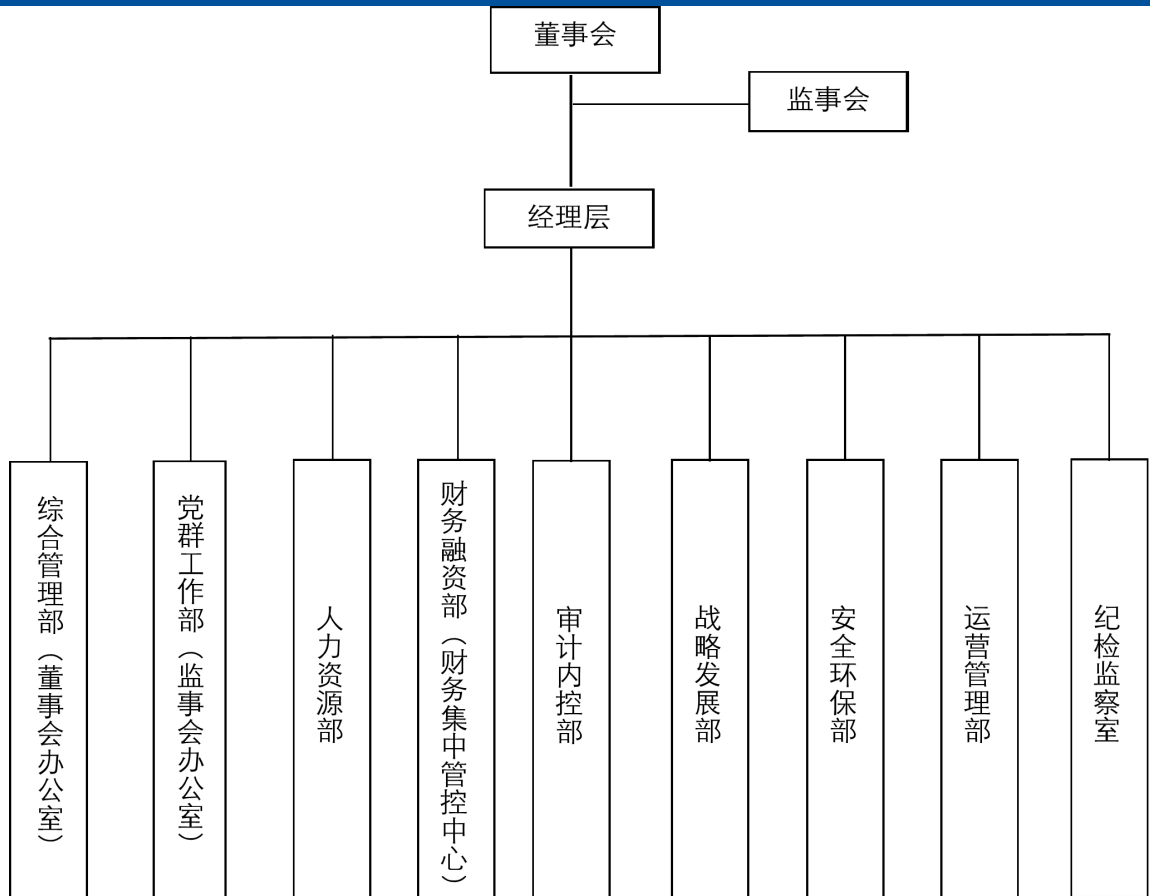 董事会
监事会
经理层
综合管理部（董事会办公室）
党群工作部（监事会办公室）
人力资源部
财务融资部（财务集中管控中心）
审计内控部
战略发展部
安全环保部
运营管理部
纪检监察室